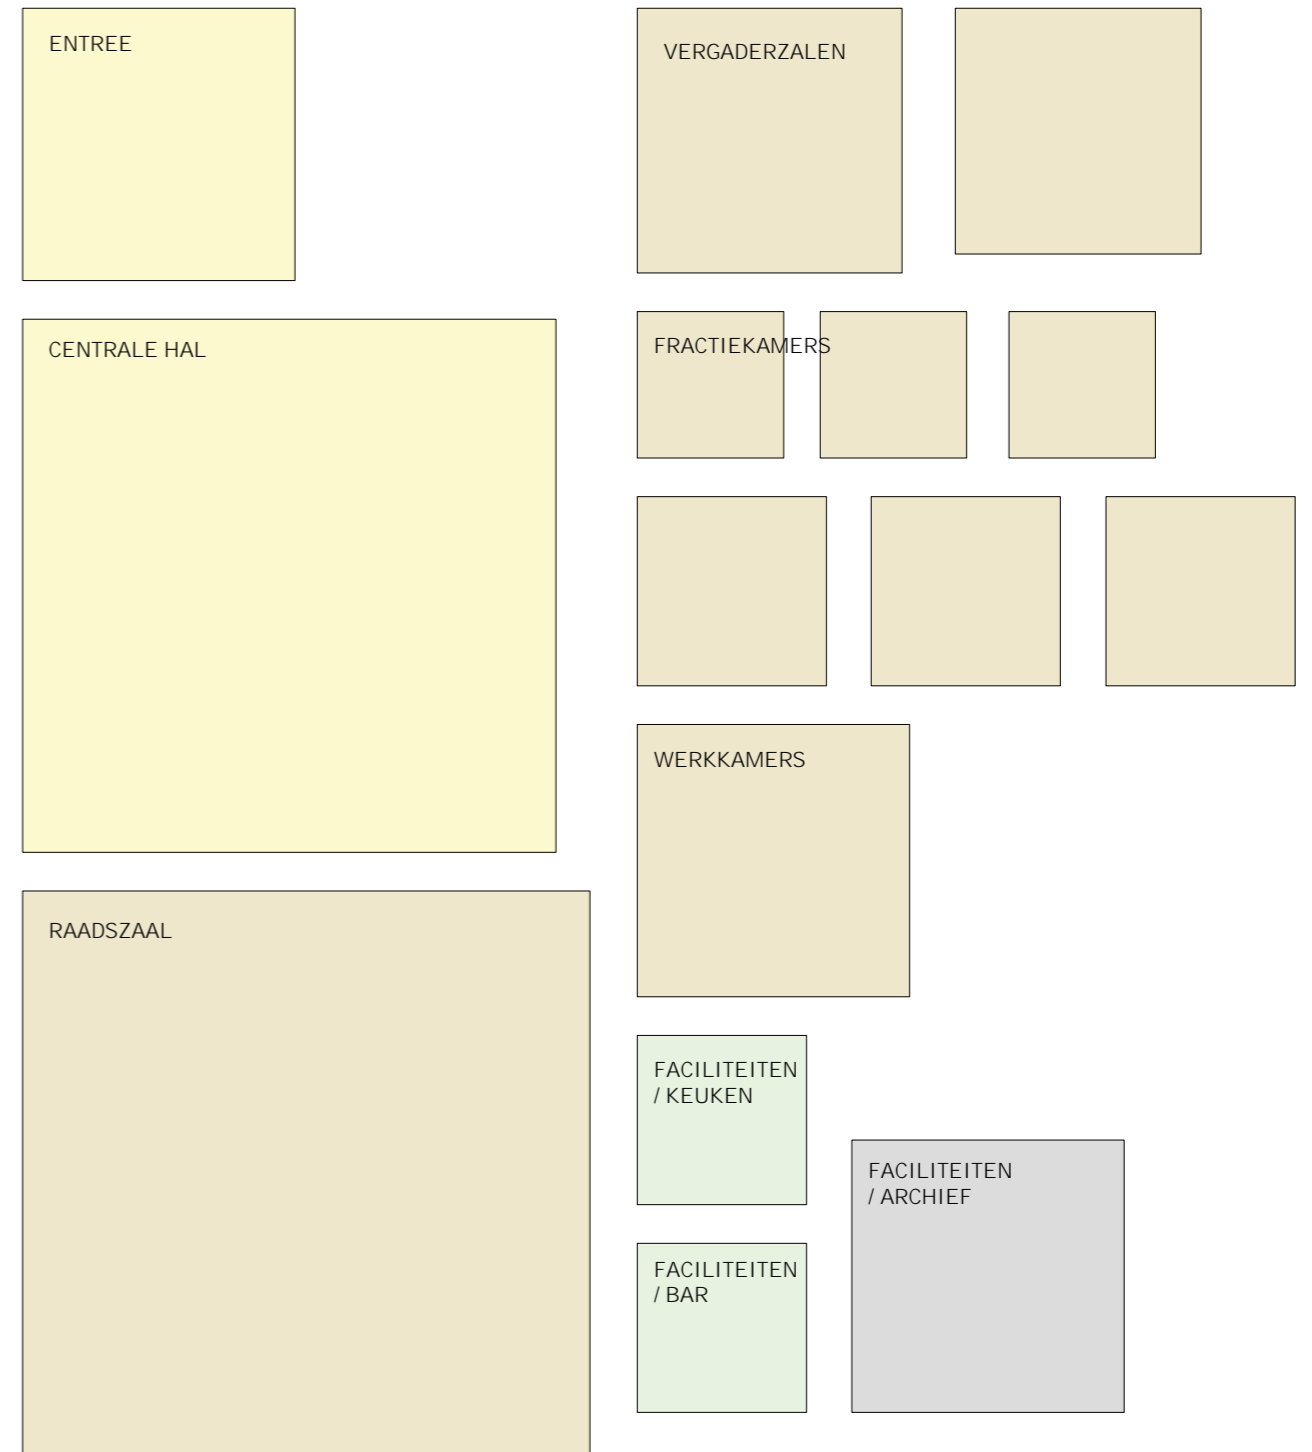 ENTREE
CENTRALE HAL
RAADSZAAL
VERGADERZALEN
FRACTIEKAMERS
WERKKAMERS
FACILITEITEN
/ KEUKEN
FACILITEITEN
/ BAR
FACILITEITEN
/ ARCHIEF